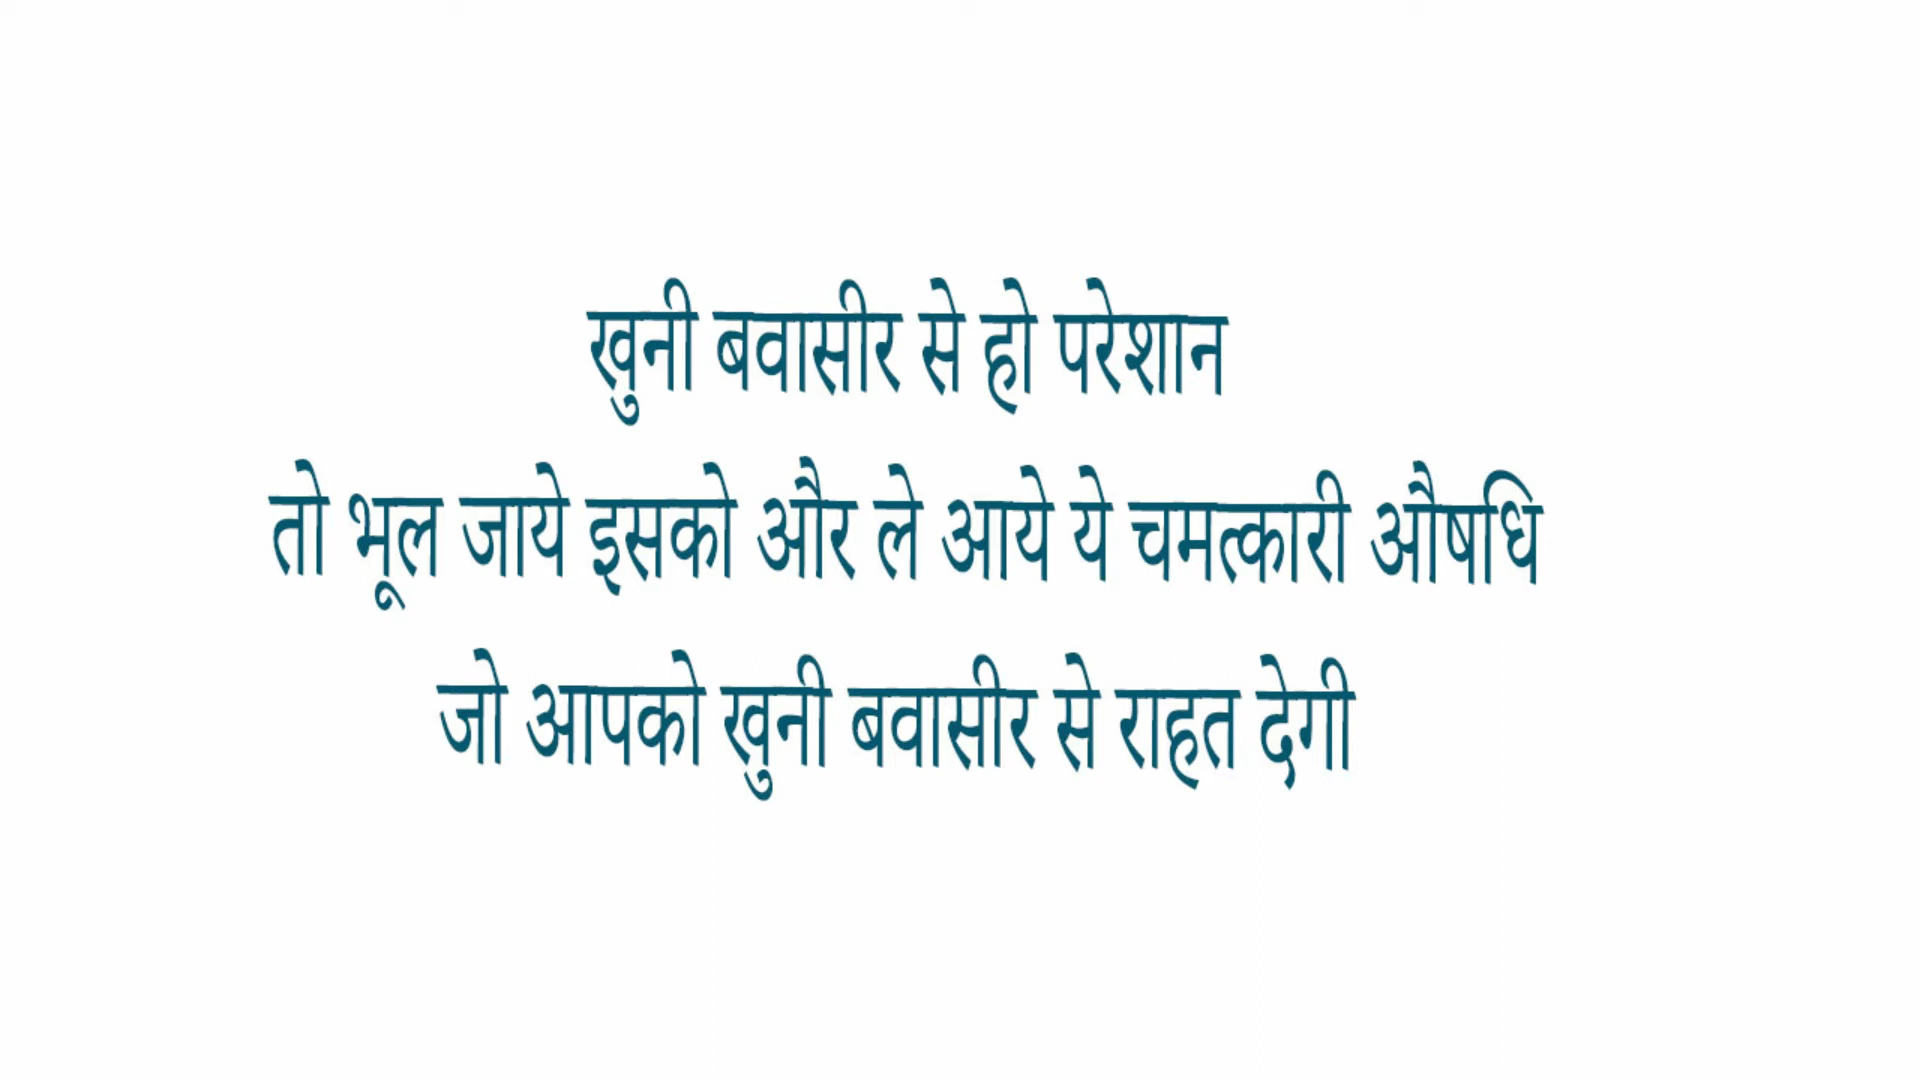 खुनी बवासीर से हो परेशान
तो भूल जाये इसको और ले आये ये चमत्कारी औषधि
जो आपको खुनी बवासीर से राहत देगी